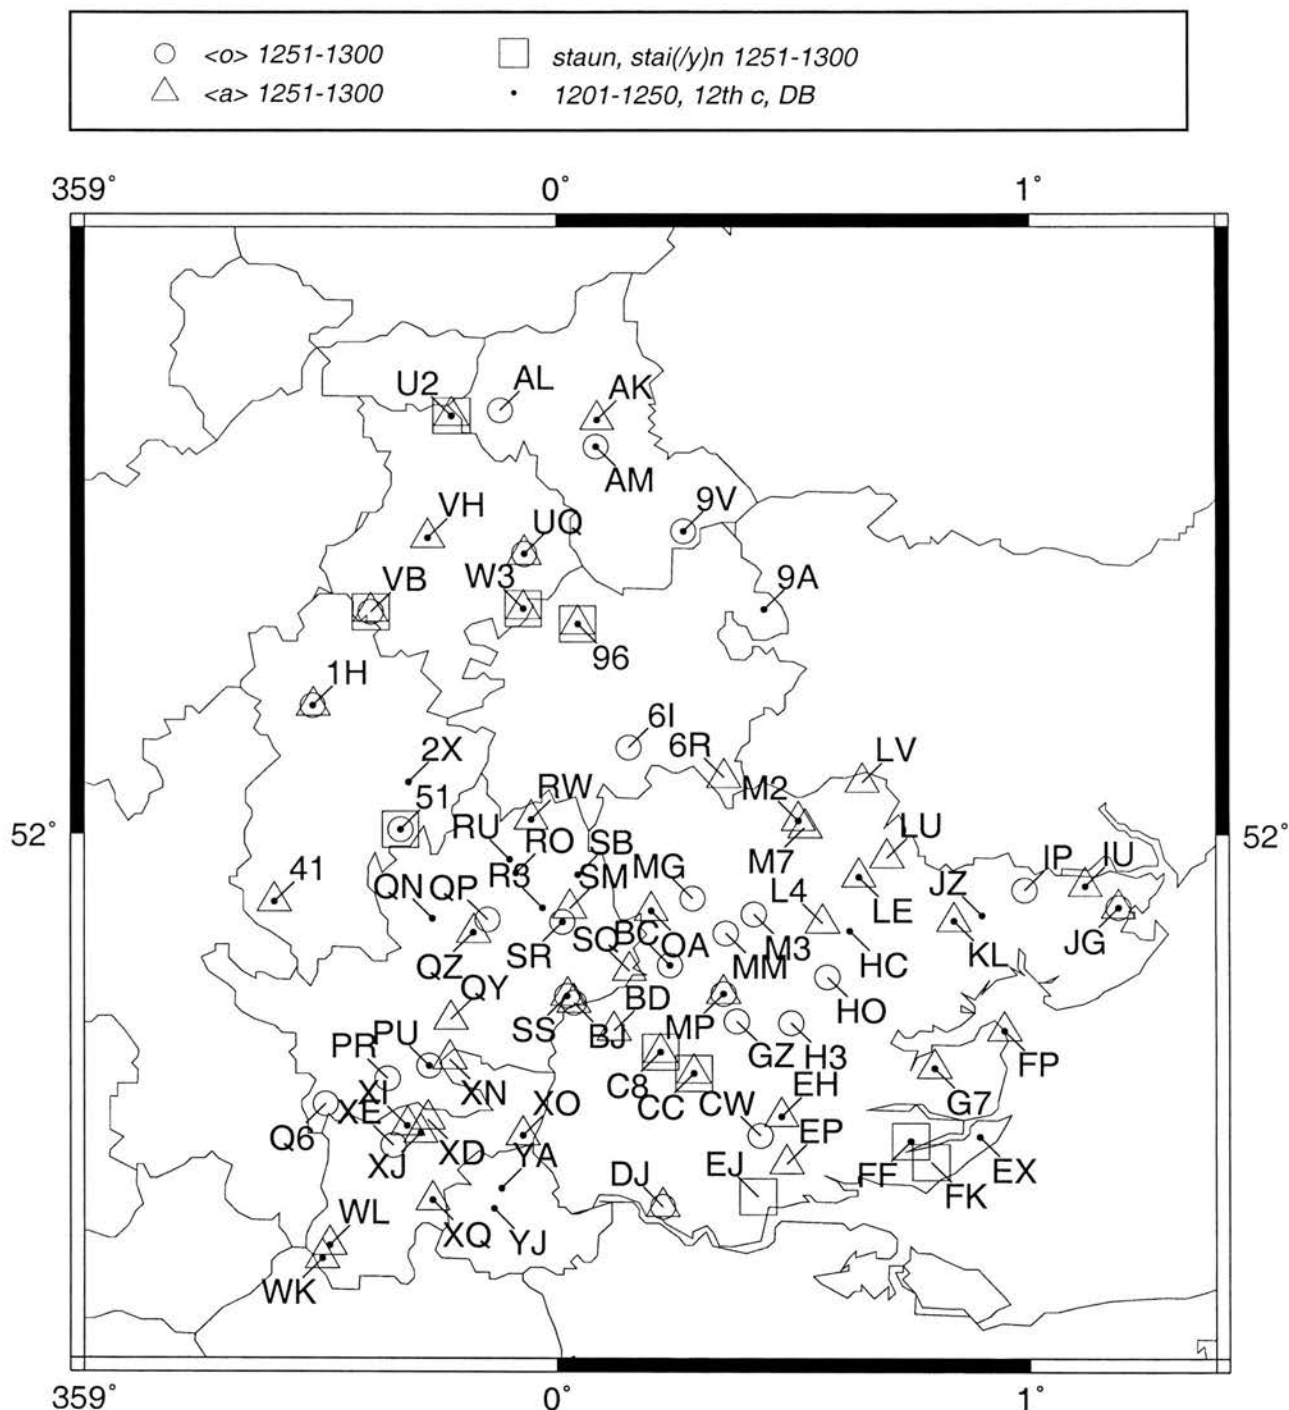 <o> 1251-1300
staun, stai(/y)n 1251-1300
<a> 1251-1300
1201-1250, 12th c, DB
359°
0°
1°
U2
AL
AK
AM
VH
UQ
9V
VB
W3
9A
96
1H
6I
2X
6R
LV
51
RW
M2
52°
52°
RU
RO
SB
M7
LU
41
QN
QP
R3
SM
MG
L4
LE
JZ
IP
IU
SR
SQ
BC
OA
MM
M3
HC
KL
JG
QZ
QY
SS
BJ
BD
MP
GZ
H3
HO
PR
PU
XN
C8
CC
CW
EH
G7
FP
Q6
XE
XI
XJ
XD
XO
EP
YA
DJ
EJ
FF
FK
EX
WL
XQ
YJ
WK
359°
0°
1°